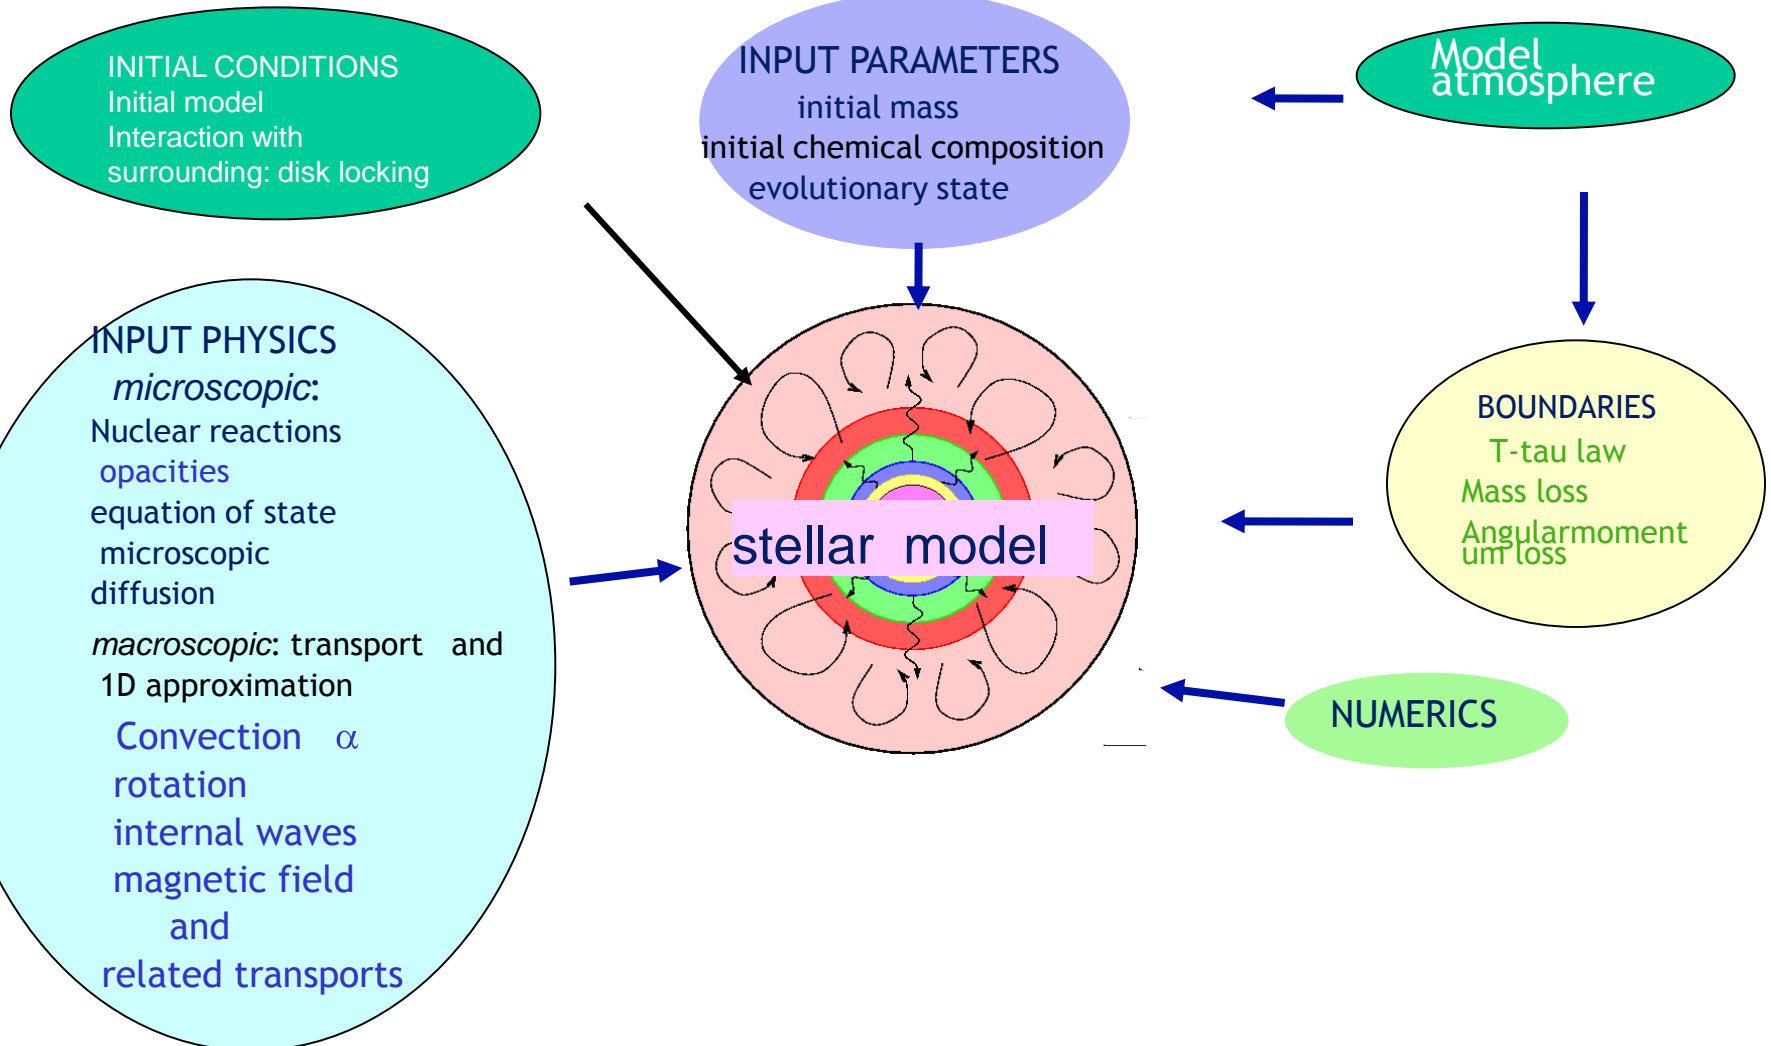 INITIAL CONDITIONS
Initial model
Interaction with
surrounding: disk locking
INPUT PARAMETERS
initial mass
initial chemical composition
evolutionary state
Model
atmosphere
INPUT PHYSICS
microscopic:
Nuclear reactions
opacities
equation of state
microscopic
diffusion
macroscopic: transport and
1D approximation
Convection α
rotation
internal waves
magnetic field
and
related transports
stellar model
BOUNDARIES
T-tau law
Mass loss
Angularmoment
um loss
NUMERICS